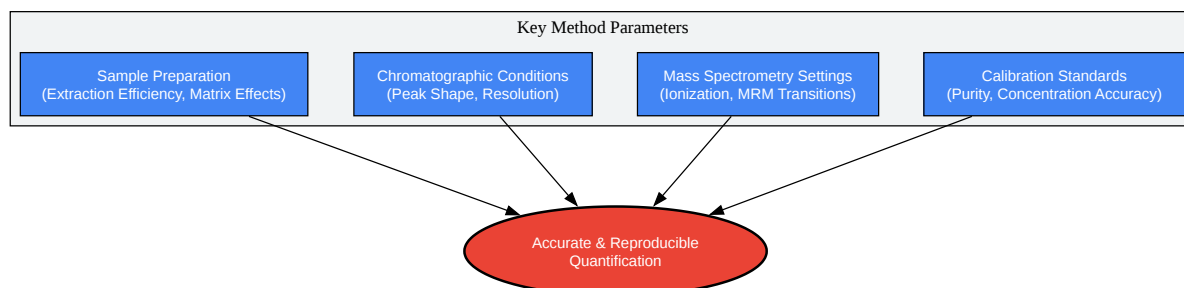 Key Method Parameters
Sample Preparation
(Extraction Efficiency, Matrix Effects)
Chromatographic Conditions
(Peak Shape, Resolution)
Mass Spectrometry Settings
(Ionization, MRM Transitions)
Calibration Standards
(Purity, Concentration Accuracy)
Accurate & Reproducible
Quantification